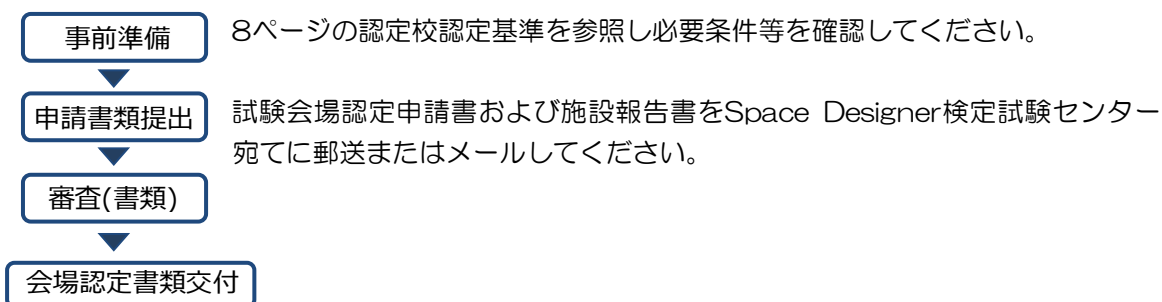 事前準備
8ページの認定校認定基準を参照し必要条件等を確認してください。
申請書類提出
試験会場認定申請書および施設報告書をSpace Designer検定試験センター
宛てに郵送またはメールしてください。
審査(書類)
会場認定書類交付